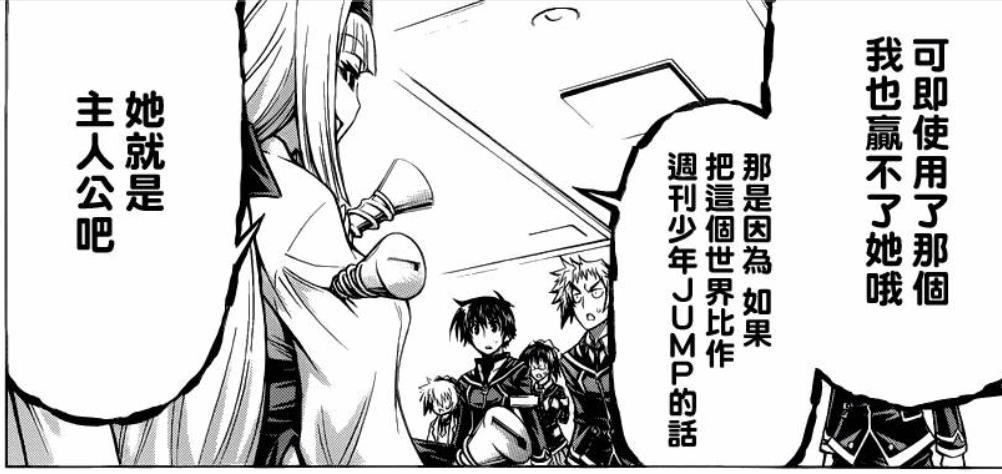 可即使用了那個
我也贏不了她哦
那是因為 如果
把這個世界比作
週刊少年JUMP的話
她就是
主人公吧